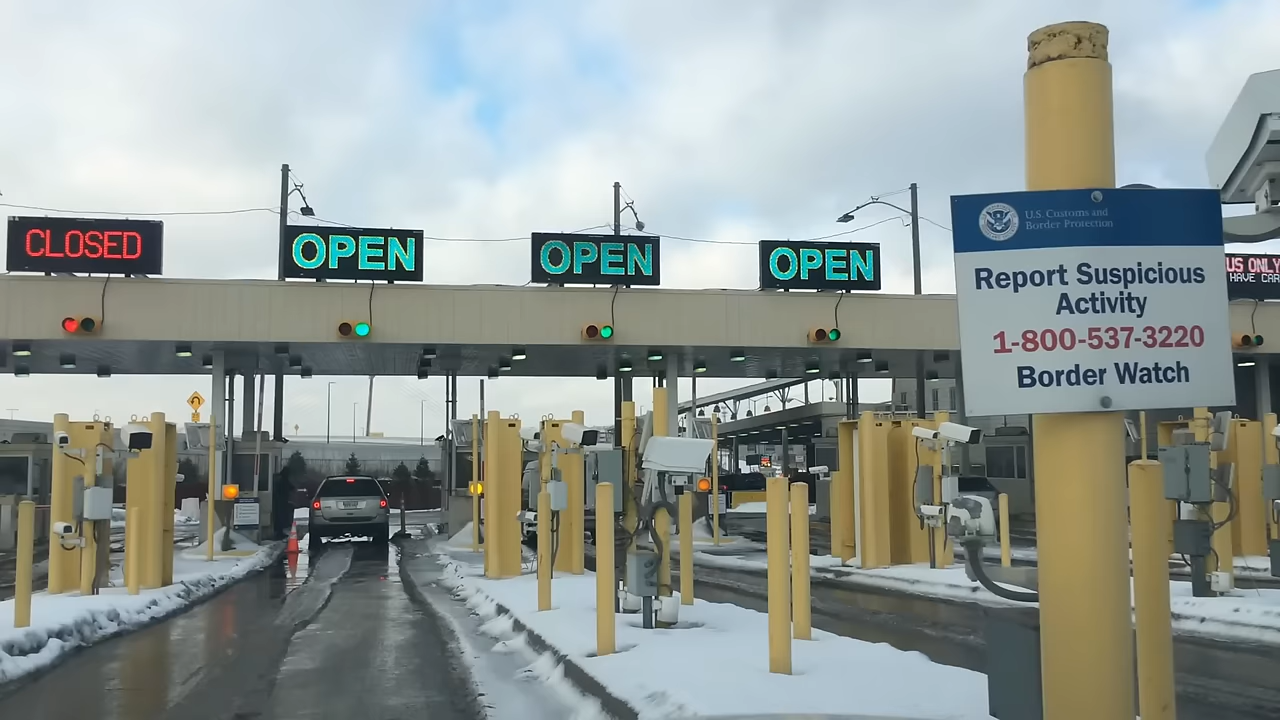 CLOSED
OPEN
OPEN
OPEN
US ONLY
HAVE CAR
U.S. Customs and
Border Protection
Report Suspicious
Activity
1-800-537-3220
Border Watch